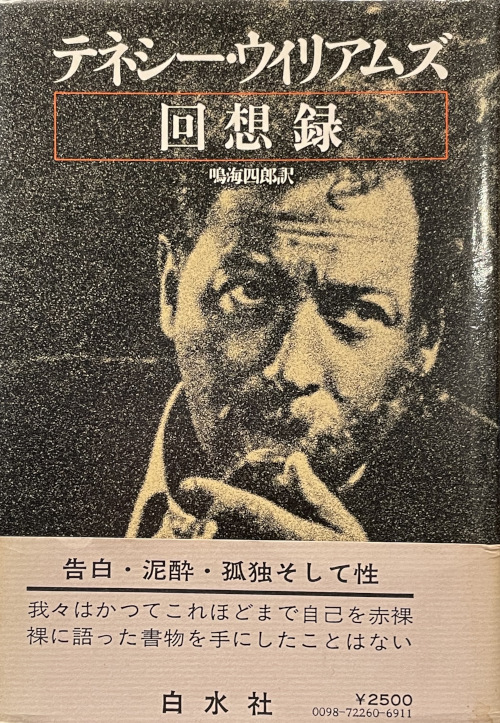 テネシー・ウィリアムズ
回想録
鳴海四郎訳
告白・泥酔・孤独そして性
我々はかつてこれほどまで自己を赤裸
裸に語った書物を手にしたことはない
白水社
¥2500
0098-72260-6911